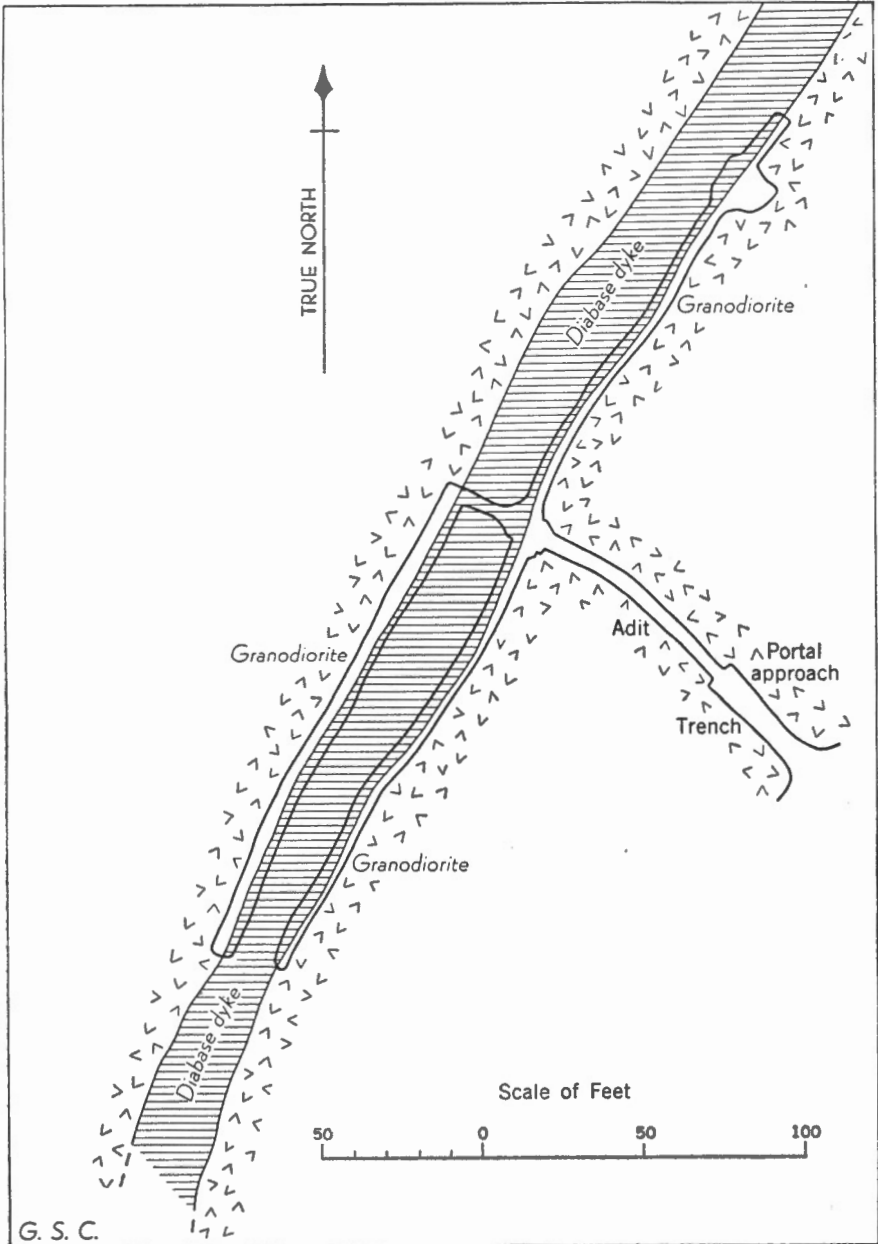 TRUE NORTH
Diabase dyke
Granodiorite
Granodiorite
Adit
Portal
approach
Trench
Granodiorite
Diabase dyke
Scale of Feet
50 0 50 100
G. S. C.